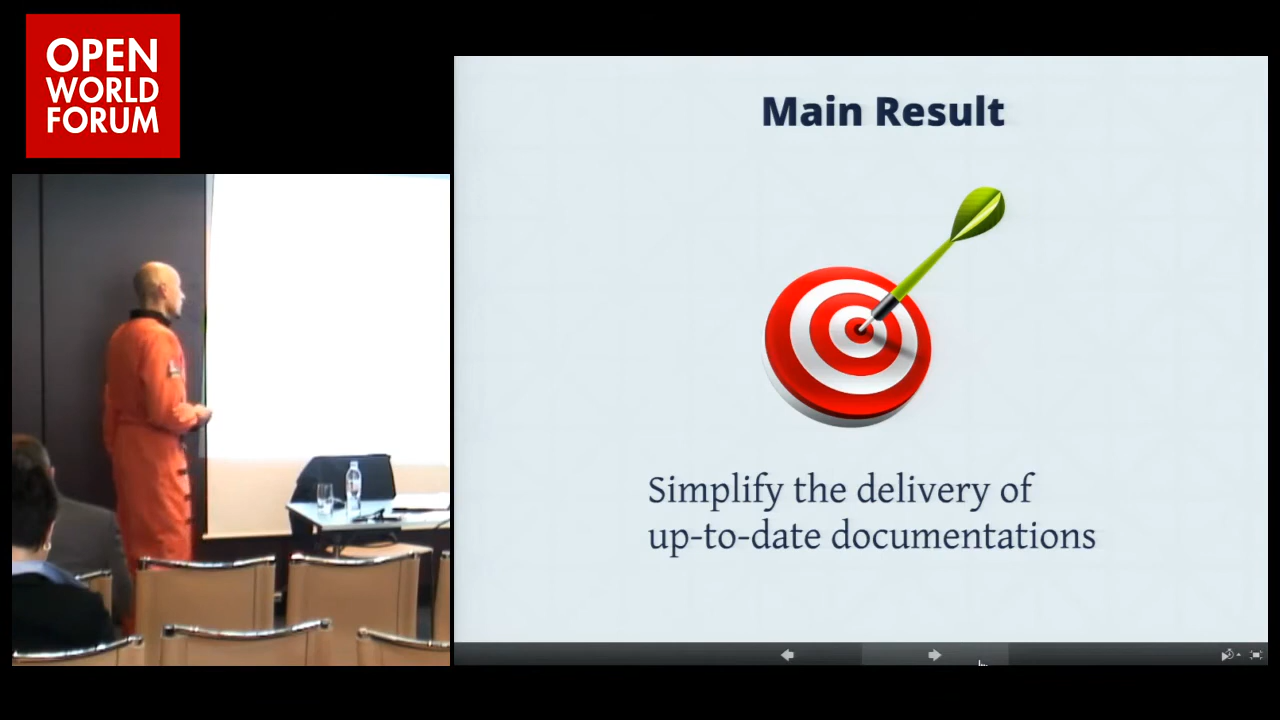 OPEN
WORLD
FORUM
Main Result
Simplify the delivery of
up-to-date documentations